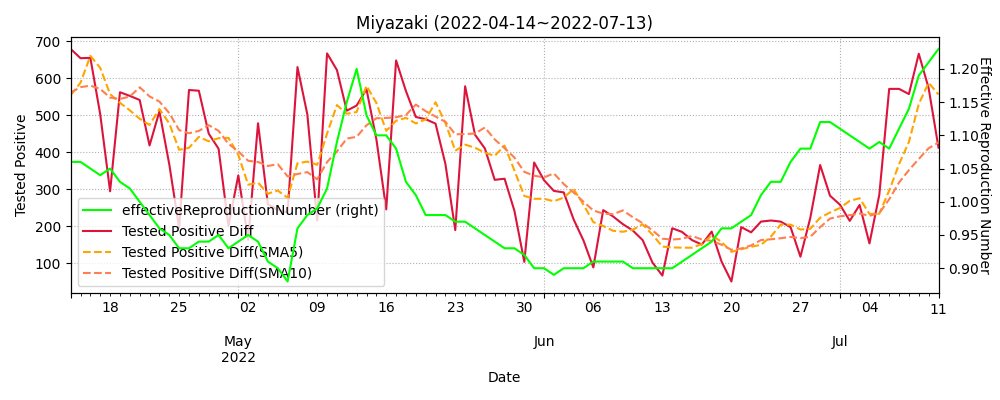 Miyazaki (2022-04-14~2022-07-13)
700
600
500
400
300
200
100
Tested Positive
1.20
1.15
1.10
1.05
1.00
0.95
0.90
Effective Reproduction Number
effectiveReproductionNumber (right)
Tested Positive Diff
Tested Positive Diff(SMA5)
Tested Positive Diff(SMA10)
18 25 02 09 16 23 30 06 13 20 27 04 11
May Jun Jul
2022
Date